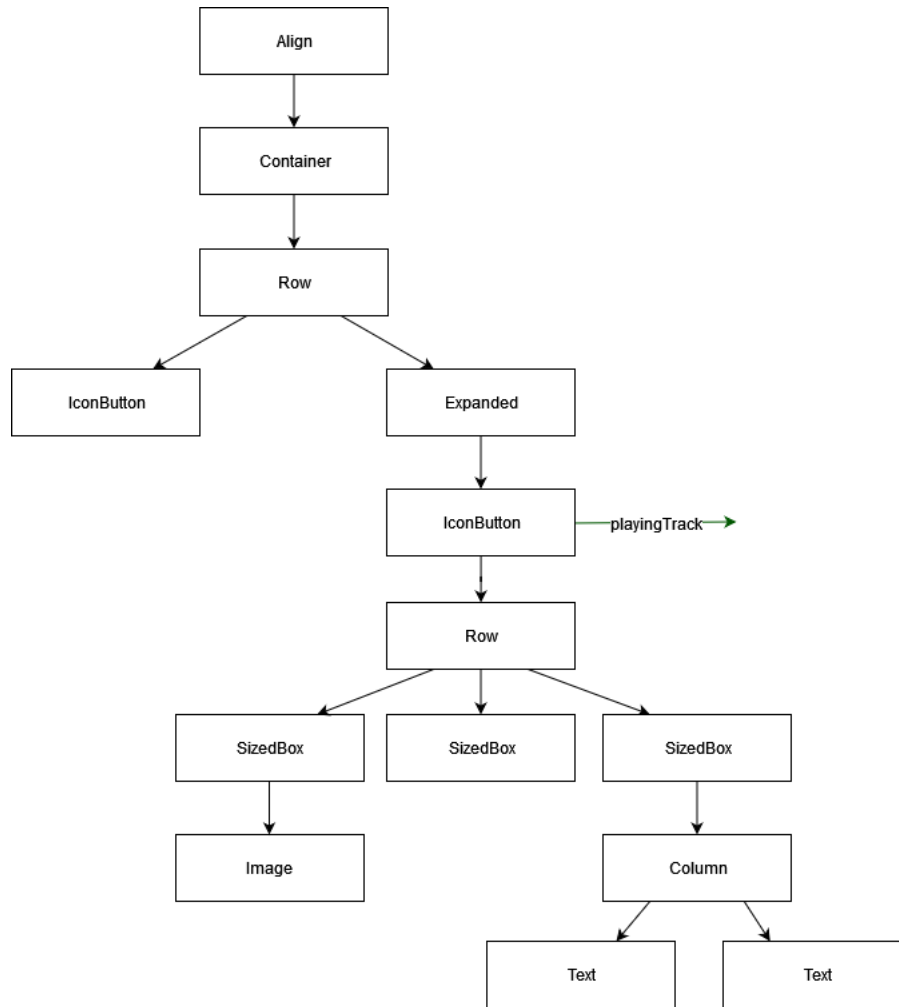 Align
Container
Row
IconButton
Expanded
IconButton
playingTrack
Row
SizedBox
SizedBox
SizedBox
Image
Column
Text
Text